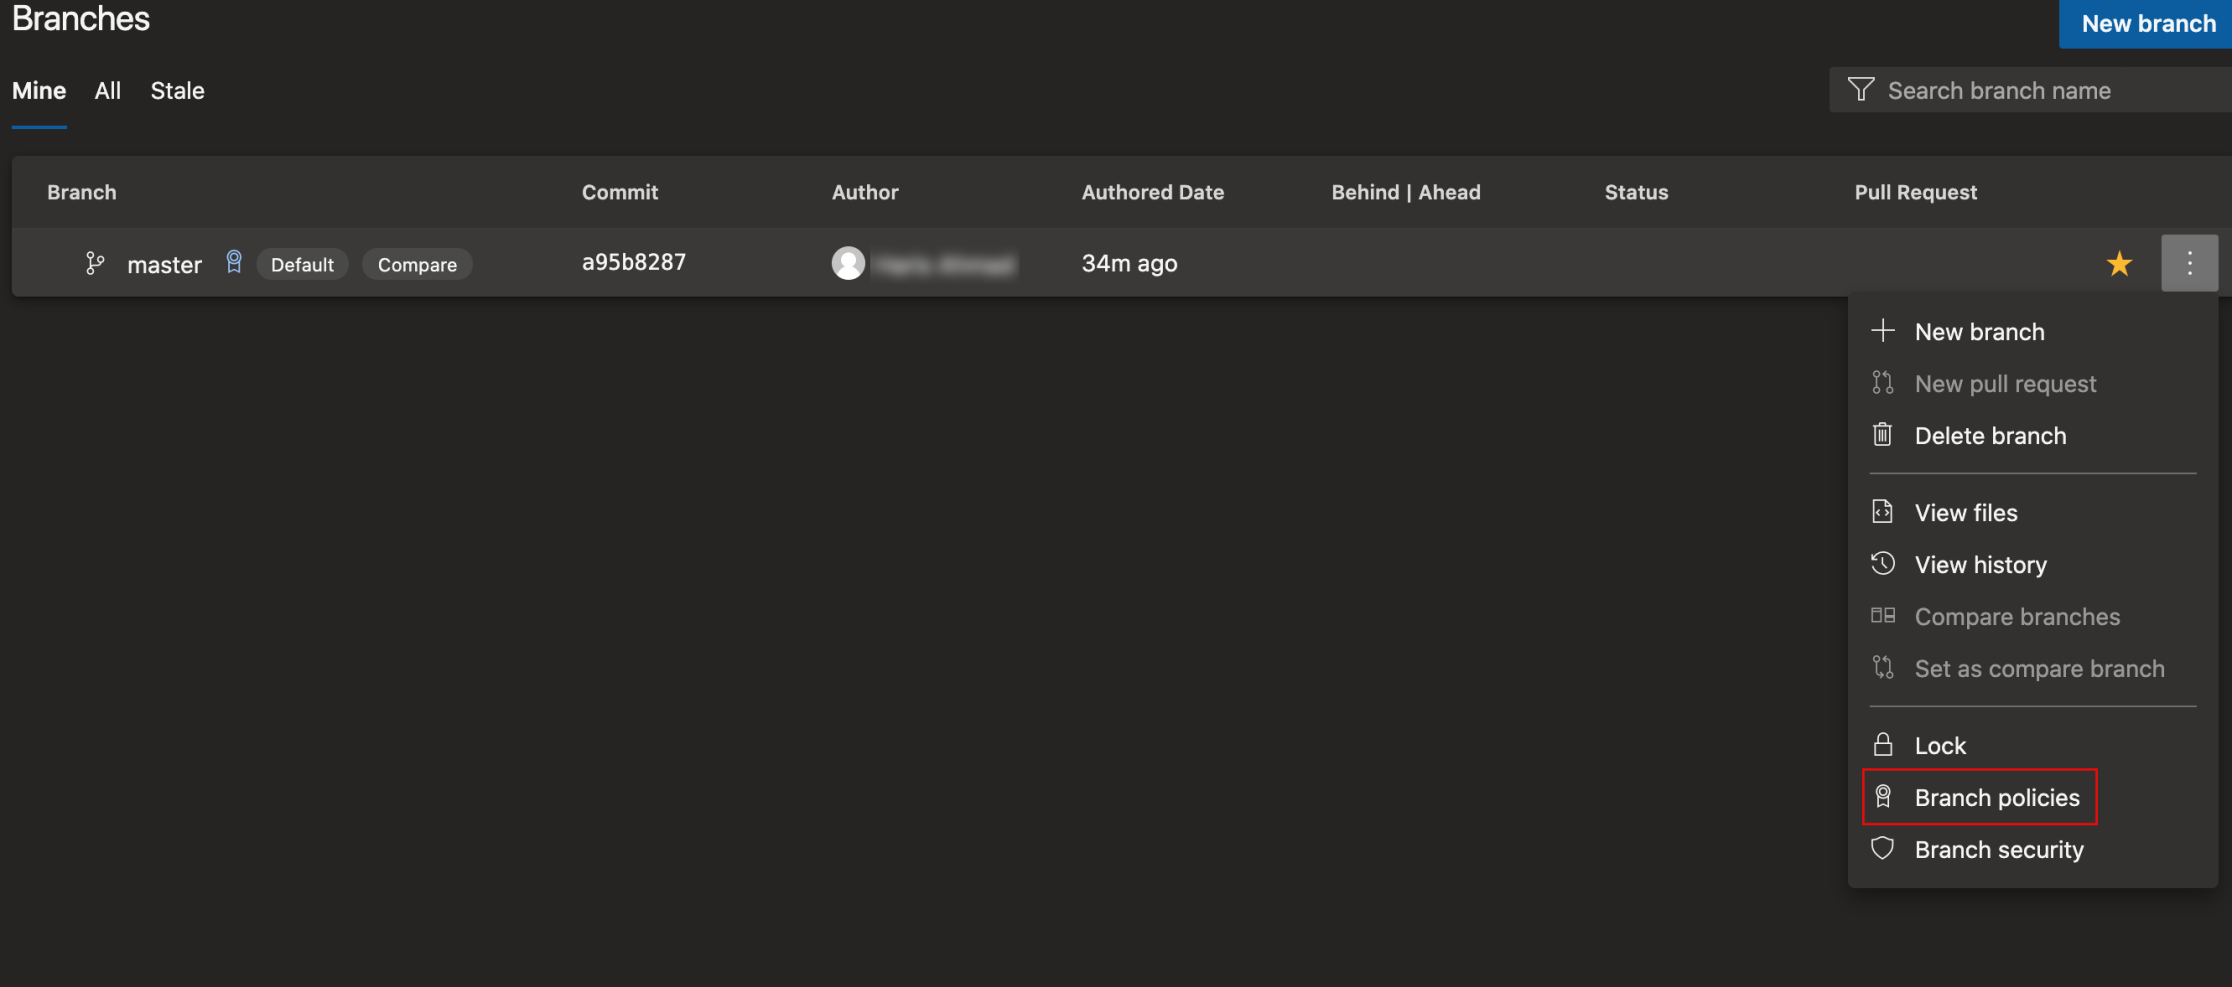 Branches
New branch
Mine All Stale
Search branch name
Branch Commit Author Authored Date Behind | Ahead Status Pull Request
master Default Compare a95b8287 34m ago
New branch
New pull request
Delete branch
View files
View history
Compare branches
Set as compare branch
Lock
Branch policies
Branch security